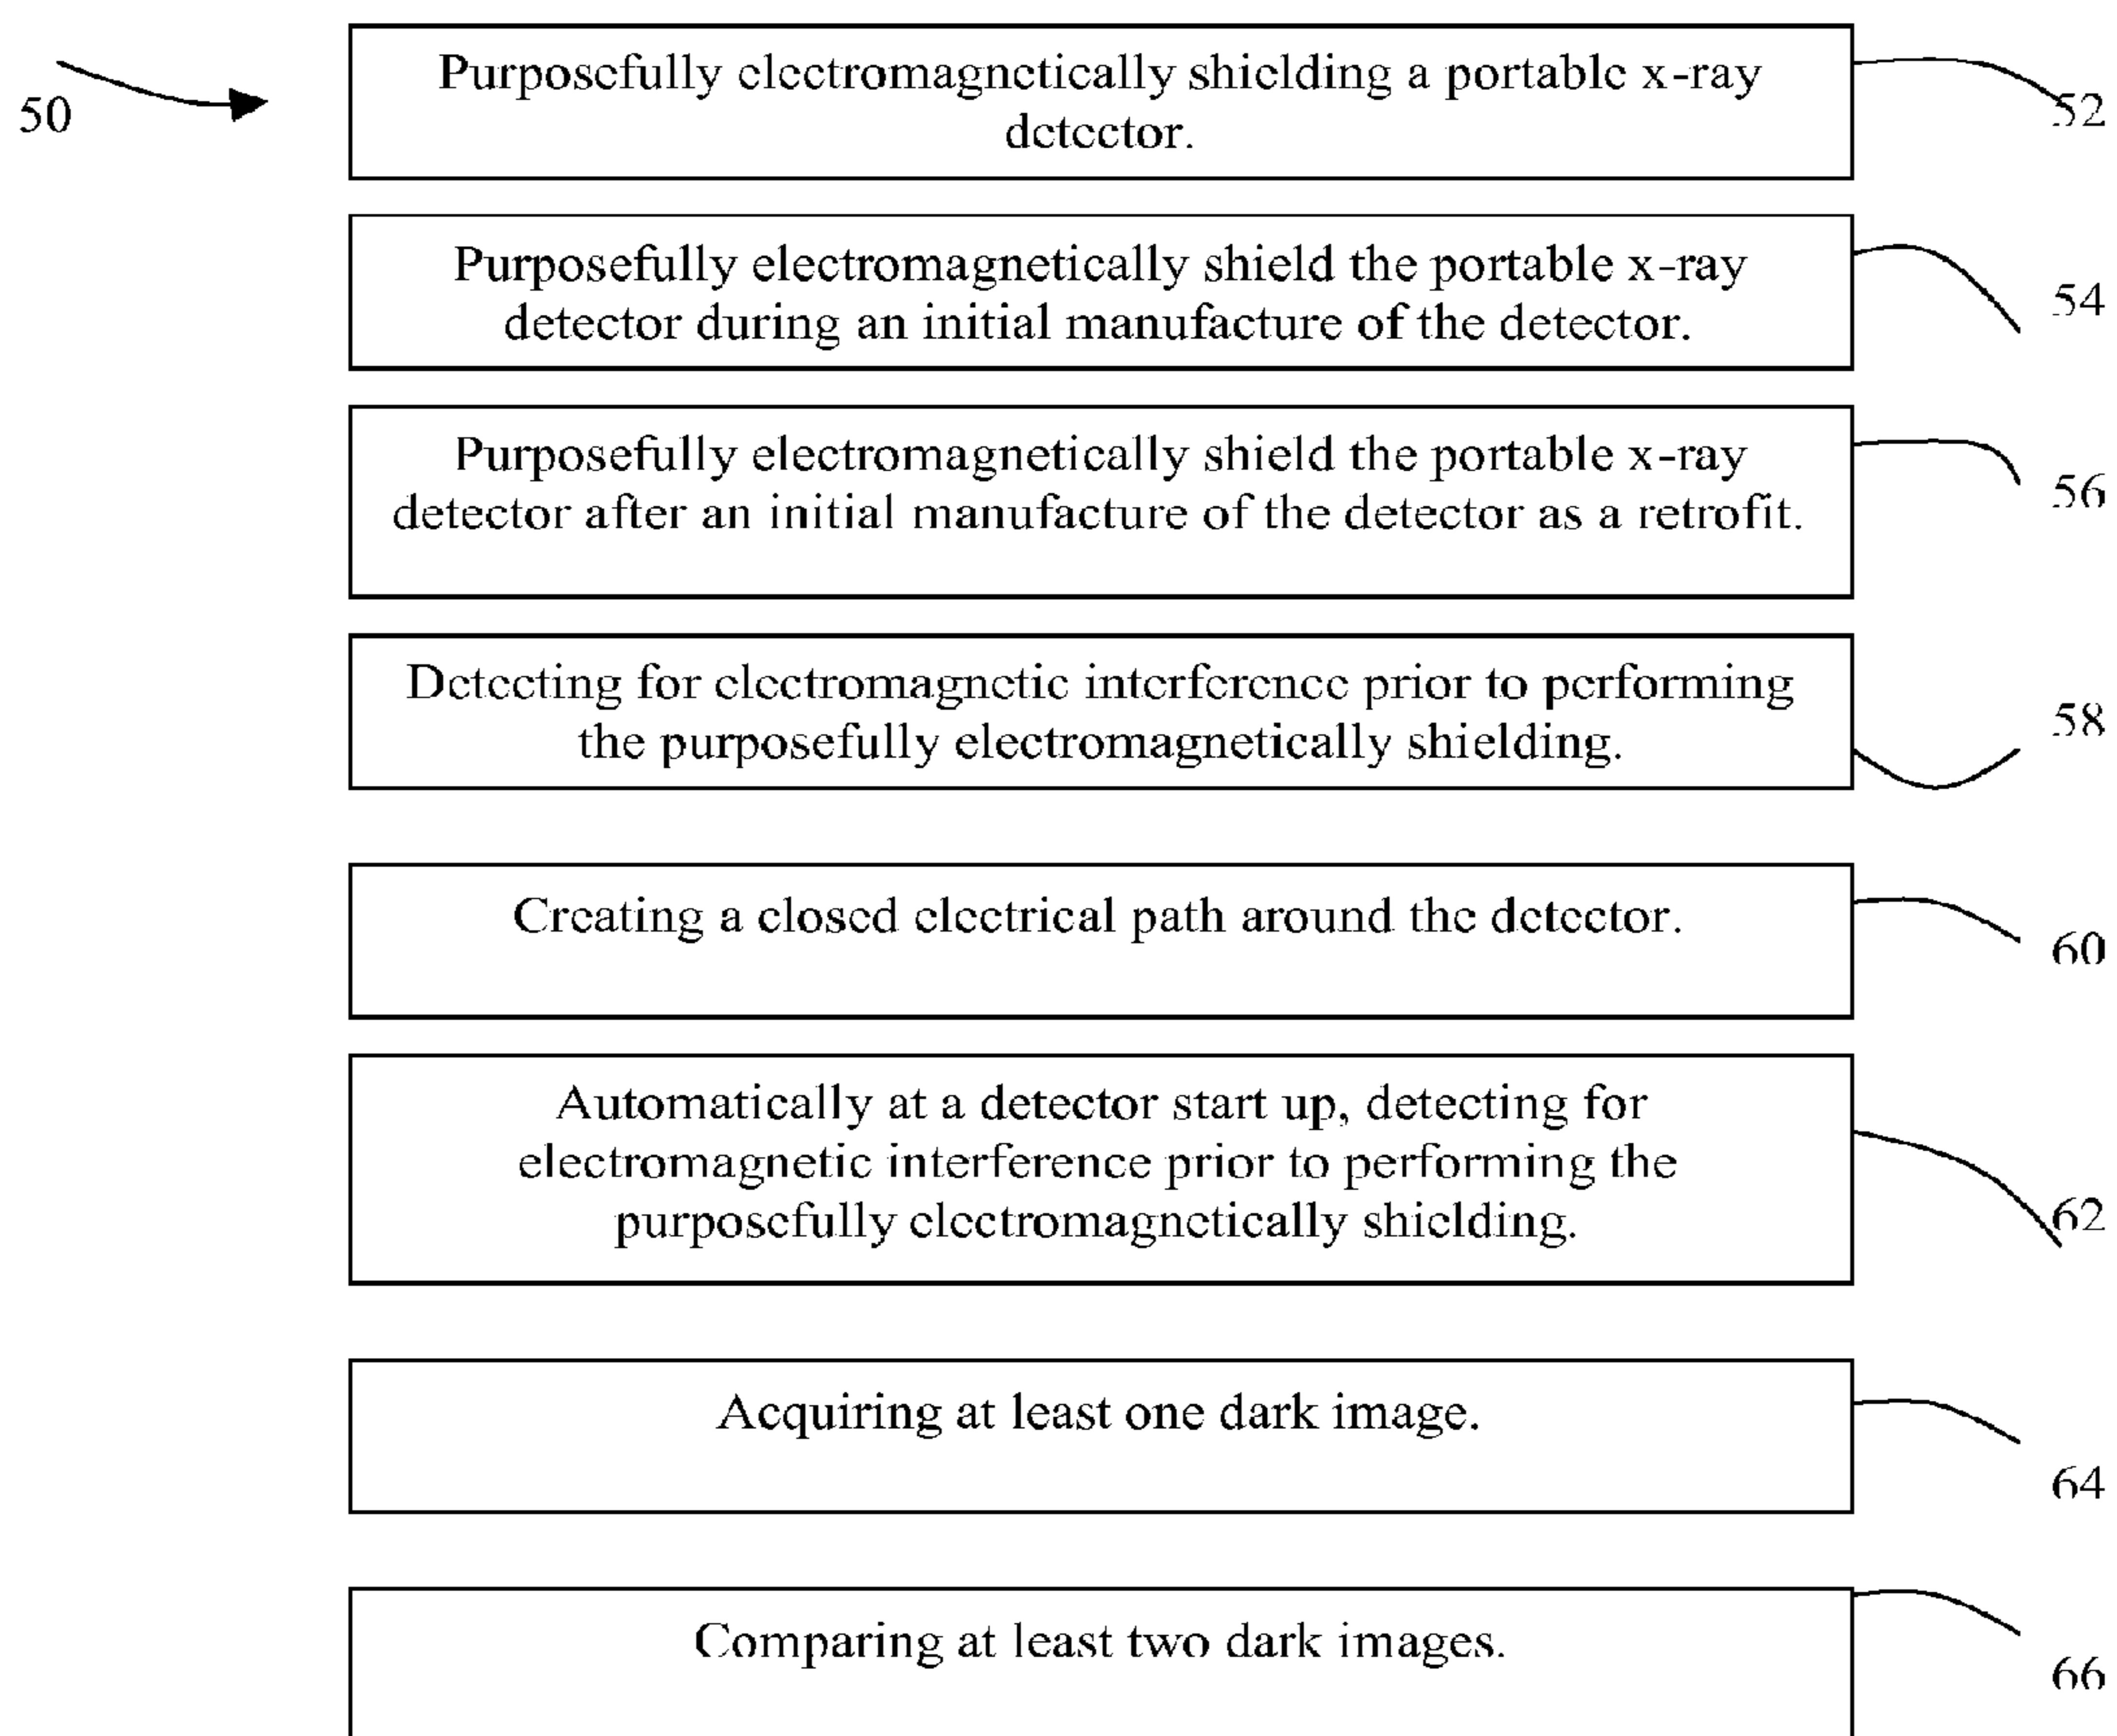 50
Purposefully electromagnetically shielding a portable x-ray
detector.
52
Purposefully electromagnetically shield the portable x-ray
detector during an initial manufacture of the detector.
54
Purposefully electromagnetically shield the portable x-ray
detector after an initial manufacture of the detector as a retrofit.
56
Detecting for electromagnetic interference prior to performing
the purposefully electromagnetically shielding.
58
Creating a closed electrical path around the detector.
60
Automatically at a detector start up, detecting for
electromagnetic interference prior to performing the
purposefully electromagnetically shielding.
62
Acquiring at least one dark image.
64
Comparing at least two dark images.
66